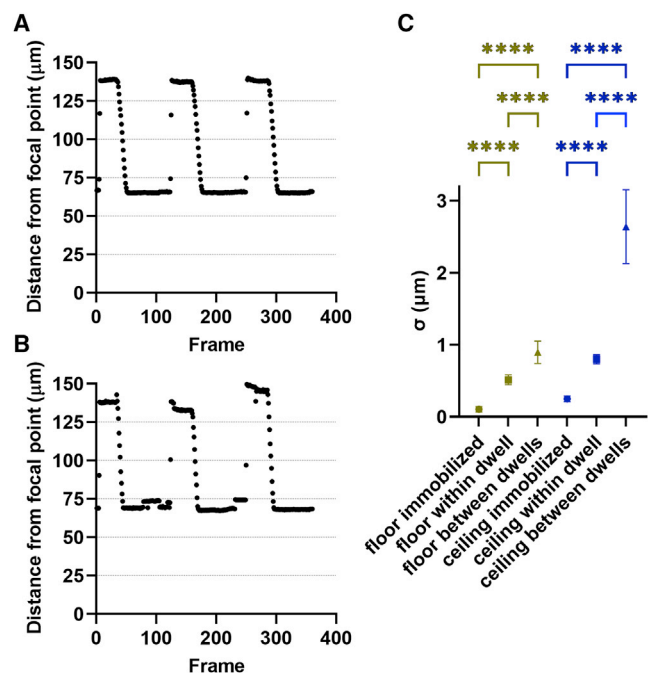 A
150
125
100
75
50
25
0
0
100
200
300
400
Distance from focal point (μm)
Frame
B
150
125
100
75
50
25
0
0
100
200
300
400
Distance from focal point (μm)
Frame
C
**** ****
**** ****
**** ****
3
2
1
0
σ (μm)
floor immobilized
floor within dwell
floor between dwells
ceiling immobilized
ceiling within dwell
ceiling between dwells